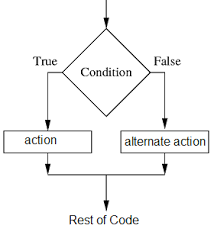 True
False
Condition
action
alternate action
Rest of Code